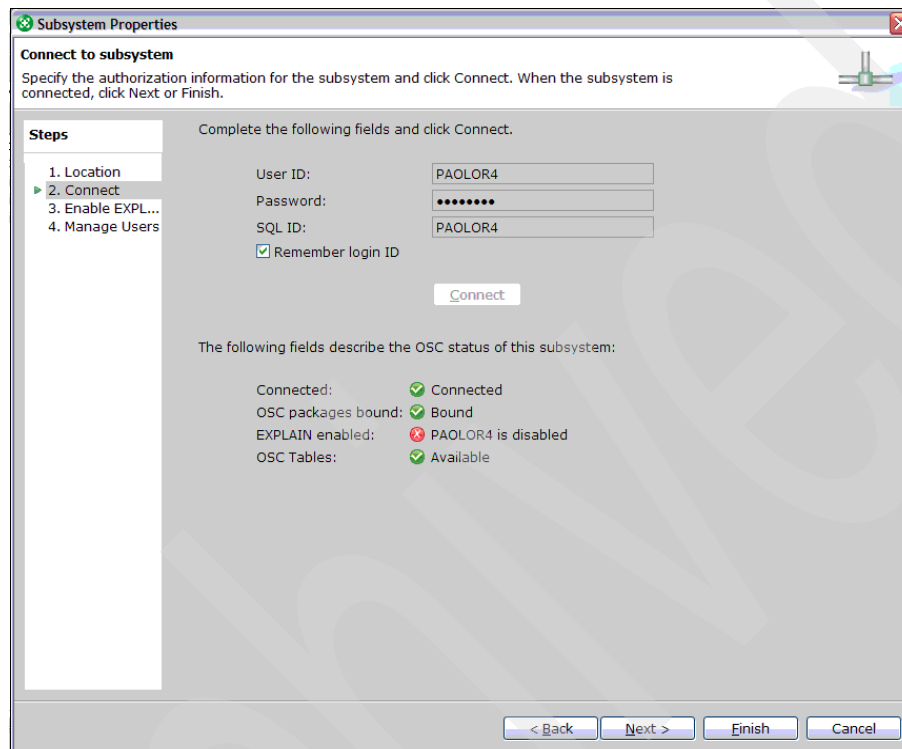 Subsystem Properties
Connect to subsystem
Specify the authorization information for the subsystem and click Connect. When the subsystem is
connected, click Next or Finish.
Steps
1. Location
2. Connect
3. Enable EXPL...
4. Manage Users
Complete the following fields and click Connect.
User ID: PAOLOR4
Password: ●●●●●●●●
SQL ID: PAOLOR4
Remember login ID
Connect
The following fields describe the OSC status of this subsystem:
Connected: Connected
OSC packages bound: Bound
EXPLAIN enabled: PAOLOR4 is disabled
OSC Tables: Available
< Back Next > Finish Cancel